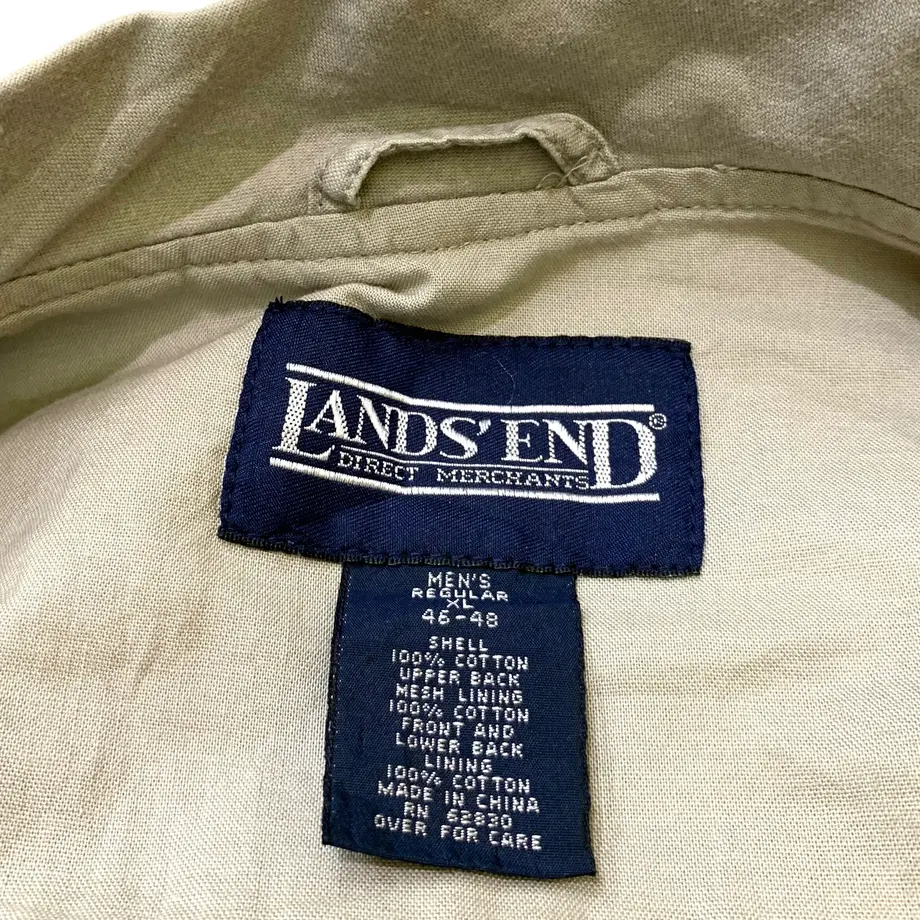 LANDS' END®
DIRECT MERCHANTS
MEN'S
REGULAR
XL
46-48
SHELL
100% COTTON
UPPER BACK
MESH LINING
100% COTTON
FRONT AND
LOWER BACK
LINING
100% COTTON
MADE IN CHINA
RN 62830
OVER FOR CARE